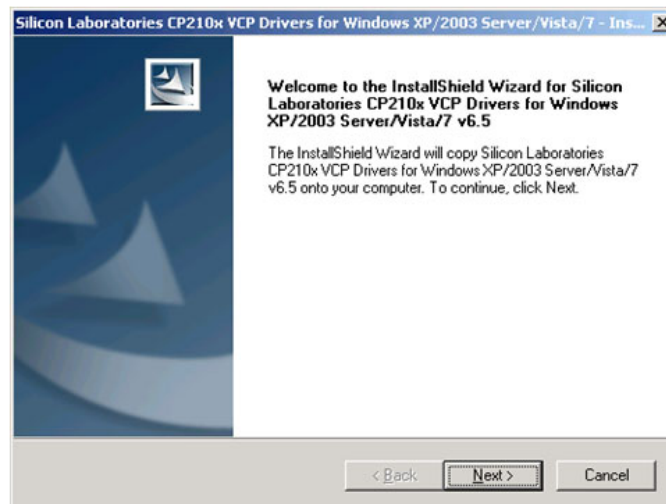 Silicon Laboratories CP210x VCP Drivers for Windows XP/2003 Server/Vista/7 - Ins...
Welcome to the InstallShield Wizard for Silicon
Laboratories CP210x VCP Drivers for Windows
XP/2003 Server/Vista/7 v6.5
The InstallShield Wizard will copy Silicon Laboratories
CP210x VCP Drivers for Windows XP/2003 Server/Vista/7
v6.5 onto your computer. To continue, click Next.
< Back
Next >
Cancel